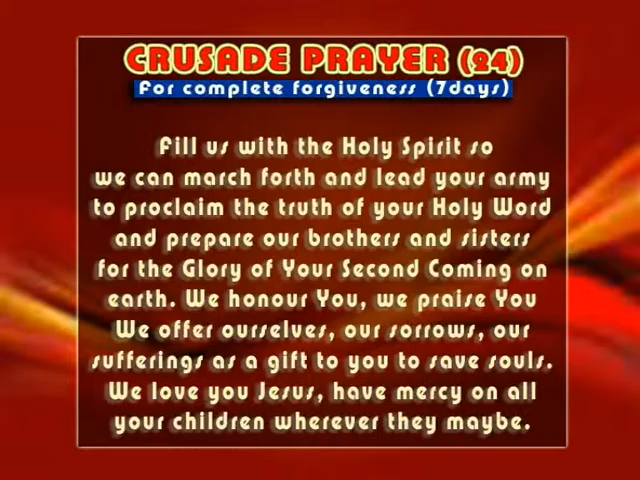 CRUSADE PRAYER (24)
For complete forgiveness (7days)
Fill us with the Holy Spirit so
we can march forth and lead your army
to proclaim the truth of your Holy Word
and prepare our brothers and sisters
for the Glory of Your Second Coming on
earth. We honour You, we praise You
We offer ourselves, our sorrows, our
sufferings as a gift to you to save souls.
We love you Jesus, have mercy on all
your children wherever they maybe.